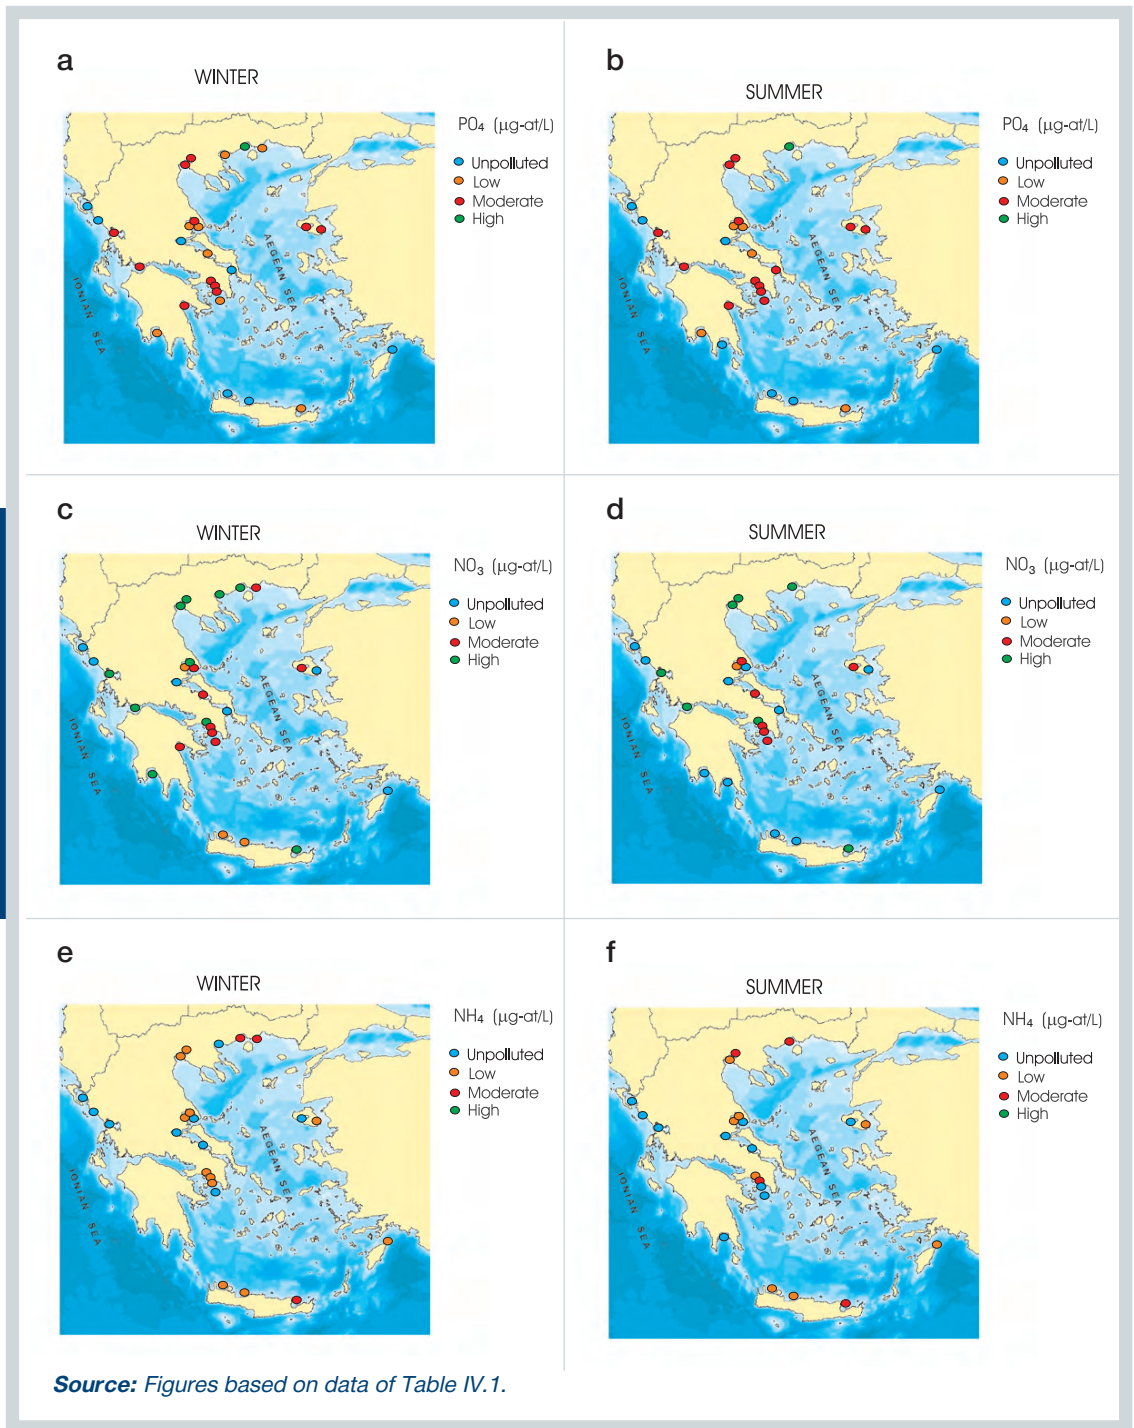 a
WINTER
PO₄ (µg-at/L)
Unpolluted
Low
Moderate
High
AEGEAN SEA
IONIAN SEA
b
SUMMER
PO₄ (µg-at/L)
Unpolluted
Low
Moderate
High
AEGEAN SEA
IONIAN SEA
c
WINTER
NO₃ (µg-at/L)
Unpolluted
Low
Moderate
High
AEGEAN SEA
IONIAN SEA
d
SUMMER
NO₃ (µg-at/L)
Unpolluted
Low
Moderate
High
AEGEAN SEA
IONIAN SEA
e
WINTER
NH₄ (µg-at/L)
Unpolluted
Low
Moderate
High
AEGEAN SEA
IONIAN SEA
f
SUMMER
NH₄ (µg-at/L)
Unpolluted
Low
Moderate
High
AEGEAN SEA
IONIAN SEA
Source: Figures based on data of Table IV.1.